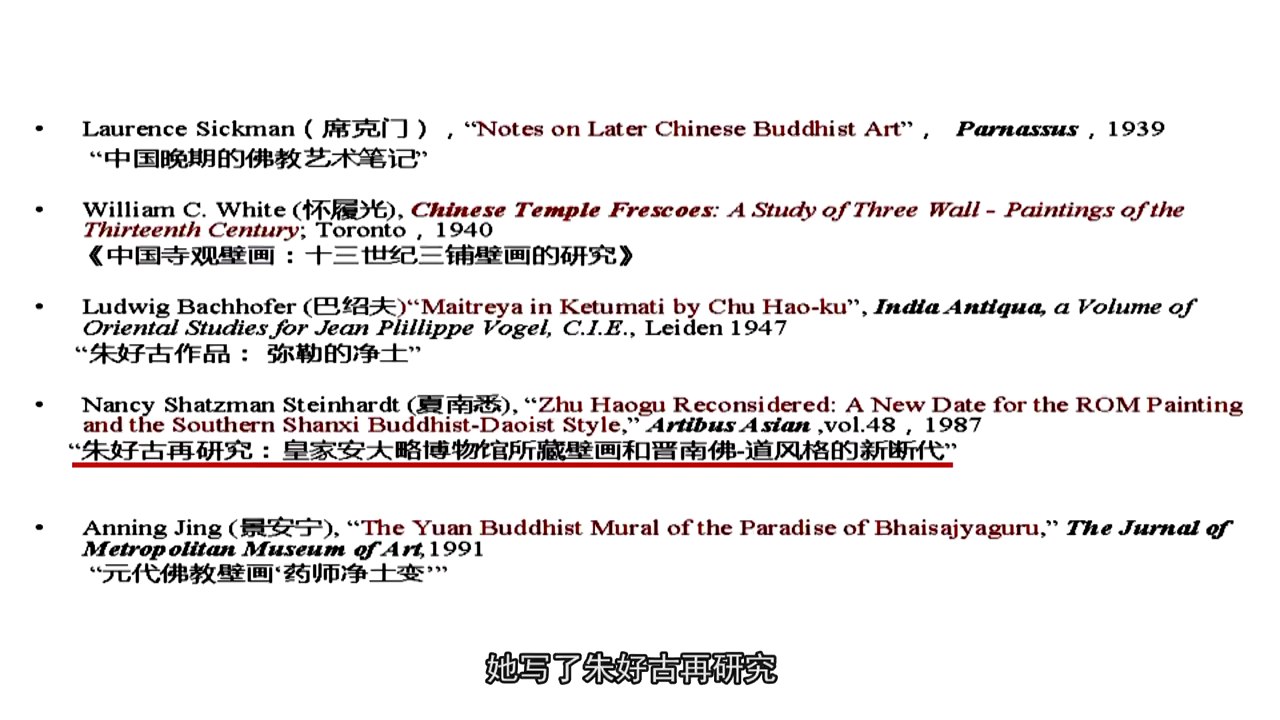 • Laurence Sickman（席克门），“Notes on Later Chinese Buddhist Art”， Parnassus，1939
“中国晚期的佛教艺术笔记”
• William C. White (怀履光), Chinese Temple Frescoes: A Study of Three Wall - Paintings of the
Thirteenth Century; Toronto，1940
《中国寺观壁画：十三世纪三铺壁画的研究》
• Ludwig Bachhofer (巴绍夫)“Maitreya in Ketumati by Chu Hao-ku”, India Antiqua, a Volume of
Oriental Studies for Jean Plillippe Vogel, C.I.E., Leiden 1947
“朱好古作品： 弥勒的净土”
• Nancy Shatzman Steinhardt (夏南悉), “Zhu Haogu Reconsidered: A New Date for the ROM Painting
and the Southern Shanxi Buddhist-Daoist Style,” Artibus Asian ,vol.48，1987
“朱好古再研究：皇家安大略博物馆所藏壁画和晋南佛-道风格的新断代”
• Anning Jing (景安宁), “The Yuan Buddhist Mural of the Paradise of Bhaisajyaguru,” The Jurnal of
Metropolitan Museum of Art,1991
“元代佛教壁画‘药师净土变’”
她写了朱好古再研究